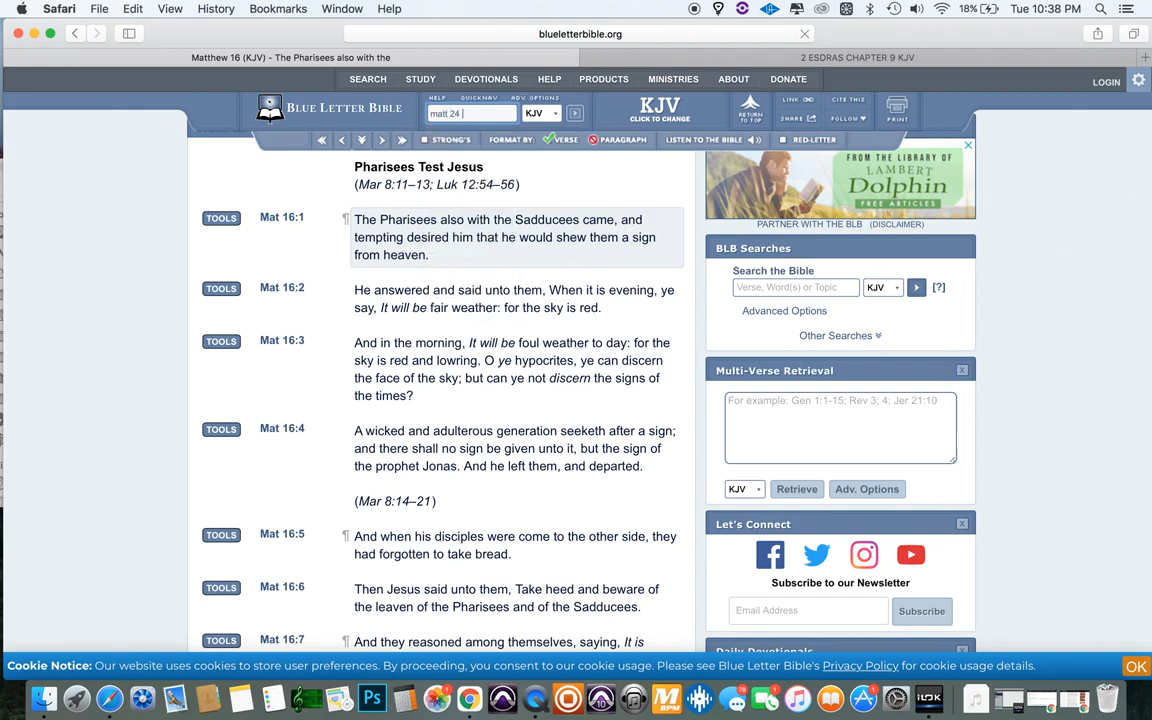 Safari File Edit View History Bookmarks Window Help 18% Tue 10:38 PM
blueletterbible.org
Matthew 16 (KJV) - The Pharisees also with the
2 ESDRAS CHAPTER 9 KJV
SEARCH STUDY DEVOTIONALS HELP PRODUCTS MINISTRIES ABOUT DONATE LOGIN
HELP QUICKNAV ADV. OPTIONS
BLUE LETTER BIBLE
matt 24
KJV
KJV
CLICK TO CHANGE
RETURN
TO TOP
LINK
CITE THIS
SHARE
FOLLOW
PRINT
STRONG'S FORMAT BY: VERSE PARAGRAPH LISTEN TO THE BIBLE RED-LETTER
Pharisees Test Jesus
(Mar 8:11–13; Luk 12:54–56)
TOOLS Mat 16:1 ¶ The Pharisees also with the Sadducees came, and
tempting desired him that he would shew them a sign
from heaven.
TOOLS Mat 16:2 He answered and said unto them, When it is evening, ye
say, It will be fair weather: for the sky is red.
TOOLS Mat 16:3 And in the morning, It will be foul weather to day: for the
sky is red and lowring. O ye hypocrites, ye can discern
the face of the sky; but can ye not discern the signs of
the times?
TOOLS Mat 16:4 A wicked and adulterous generation seeketh after a sign;
and there shall no sign be given unto it, but the sign of
the prophet Jonas. And he left them, and departed.
(Mar 8:14–21)
TOOLS Mat 16:5 ¶ And when his disciples were come to the other side, they
had forgotten to take bread.
TOOLS Mat 16:6 Then Jesus said unto them, Take heed and beware of
the leaven of the Pharisees and of the Sadducees.
TOOLS Mat 16:7 ¶ And they reasoned among themselves, saying, It is
FROM THE LIBRARY OF
LAMBERT
Dolphin
FREE ARTICLES
PARTNER WITH THE BLB (DISCLAIMER)
BLB Searches
Search the Bible
Verse, Word(s) or Topic KJV [?]
Advanced Options
Other Searches
Multi-Verse Retrieval
For example: Gen 1:1-15; Rev 3; 4; Jer 21:10
KJV Retrieve Adv. Options
Let's Connect
Subscribe to our Newsletter
Email Address Subscribe
Daily Devotionals
Cookie Notice: Our website uses cookies to store user preferences. By proceeding, you consent to our cookie usage. Please see Blue Letter Bible's Privacy Policy for cookie usage details. OK